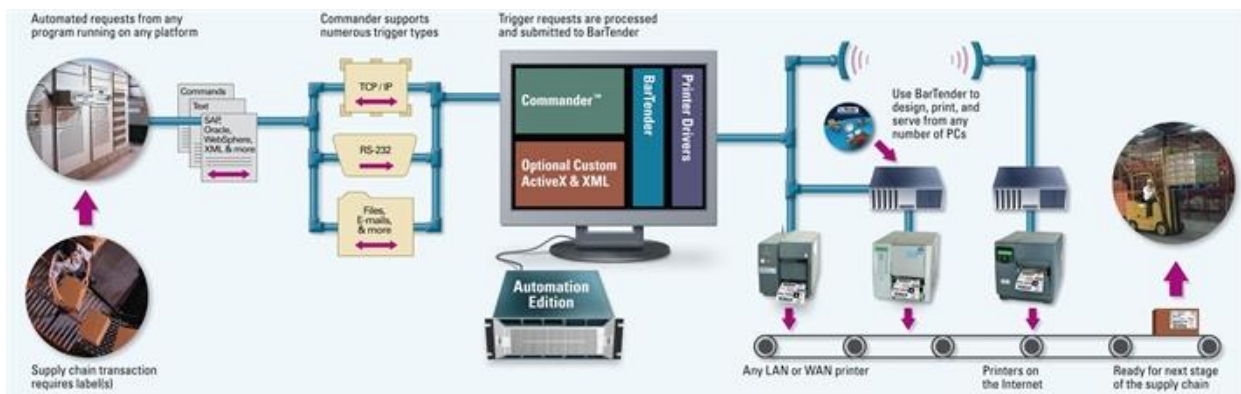 Automated requests from any
program running on any platform
Commander supports
numerous trigger types
Trigger requests are processed
and submitted to BarTender
Commands
Text
SAP,
Oracle,
WebSphere,
XML & more
TCP / IP
RS-232
Files,
E-mails,
& more
Commander™
Optional Custom
ActiveX & XML
BarTender
Printer Drivers
Automation
Edition
Use BarTender to
design, print, and
serve from any
number of PCs
Supply chain transaction
requires label(s)
Any LAN or WAN printer
Printers on
the Internet
Ready for next stage
of the supply chain